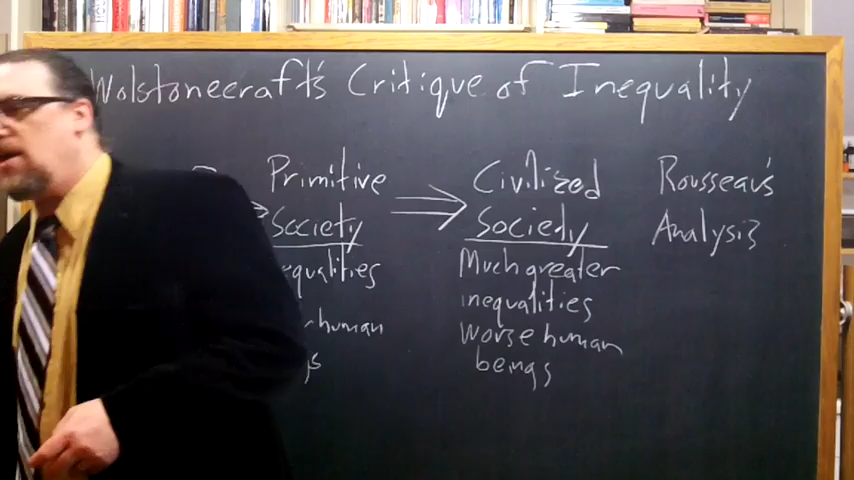 Wolstonecraft's Critique of Inequality
Primitive
Society
equalities
human
Civilized
Society
Much greater
inequalities
worse human
beings
Rousseau's
Analysis